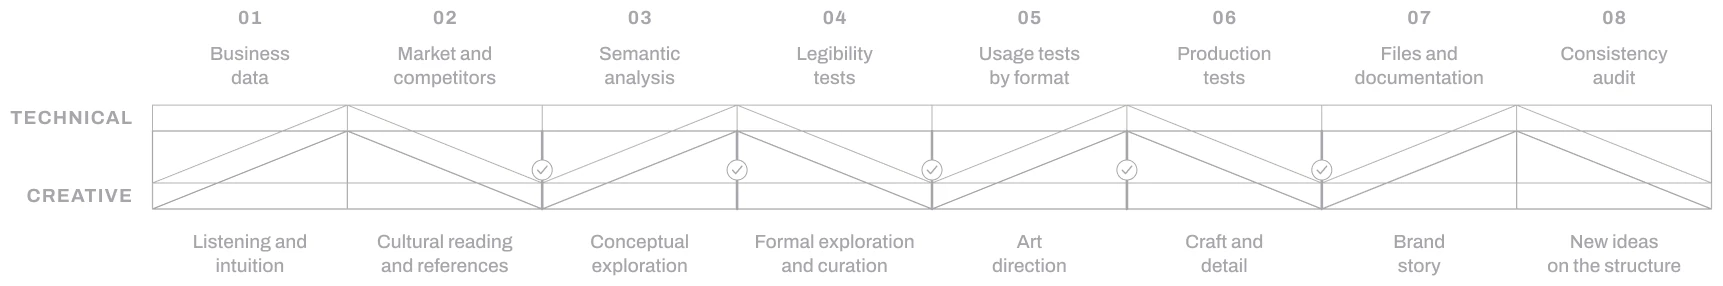 01 02 03 04 05 06 07 08
Business Market and Semantic Legibility Usage tests Production Files and Consistency
data competitors analysis tests by format tests documentation audit
TECHNICAL
CREATIVE
Listening and Cultural reading Conceptual Formal exploration Art Craft and Brand New ideas
intuition and references exploration and curation direction detail story on the structure